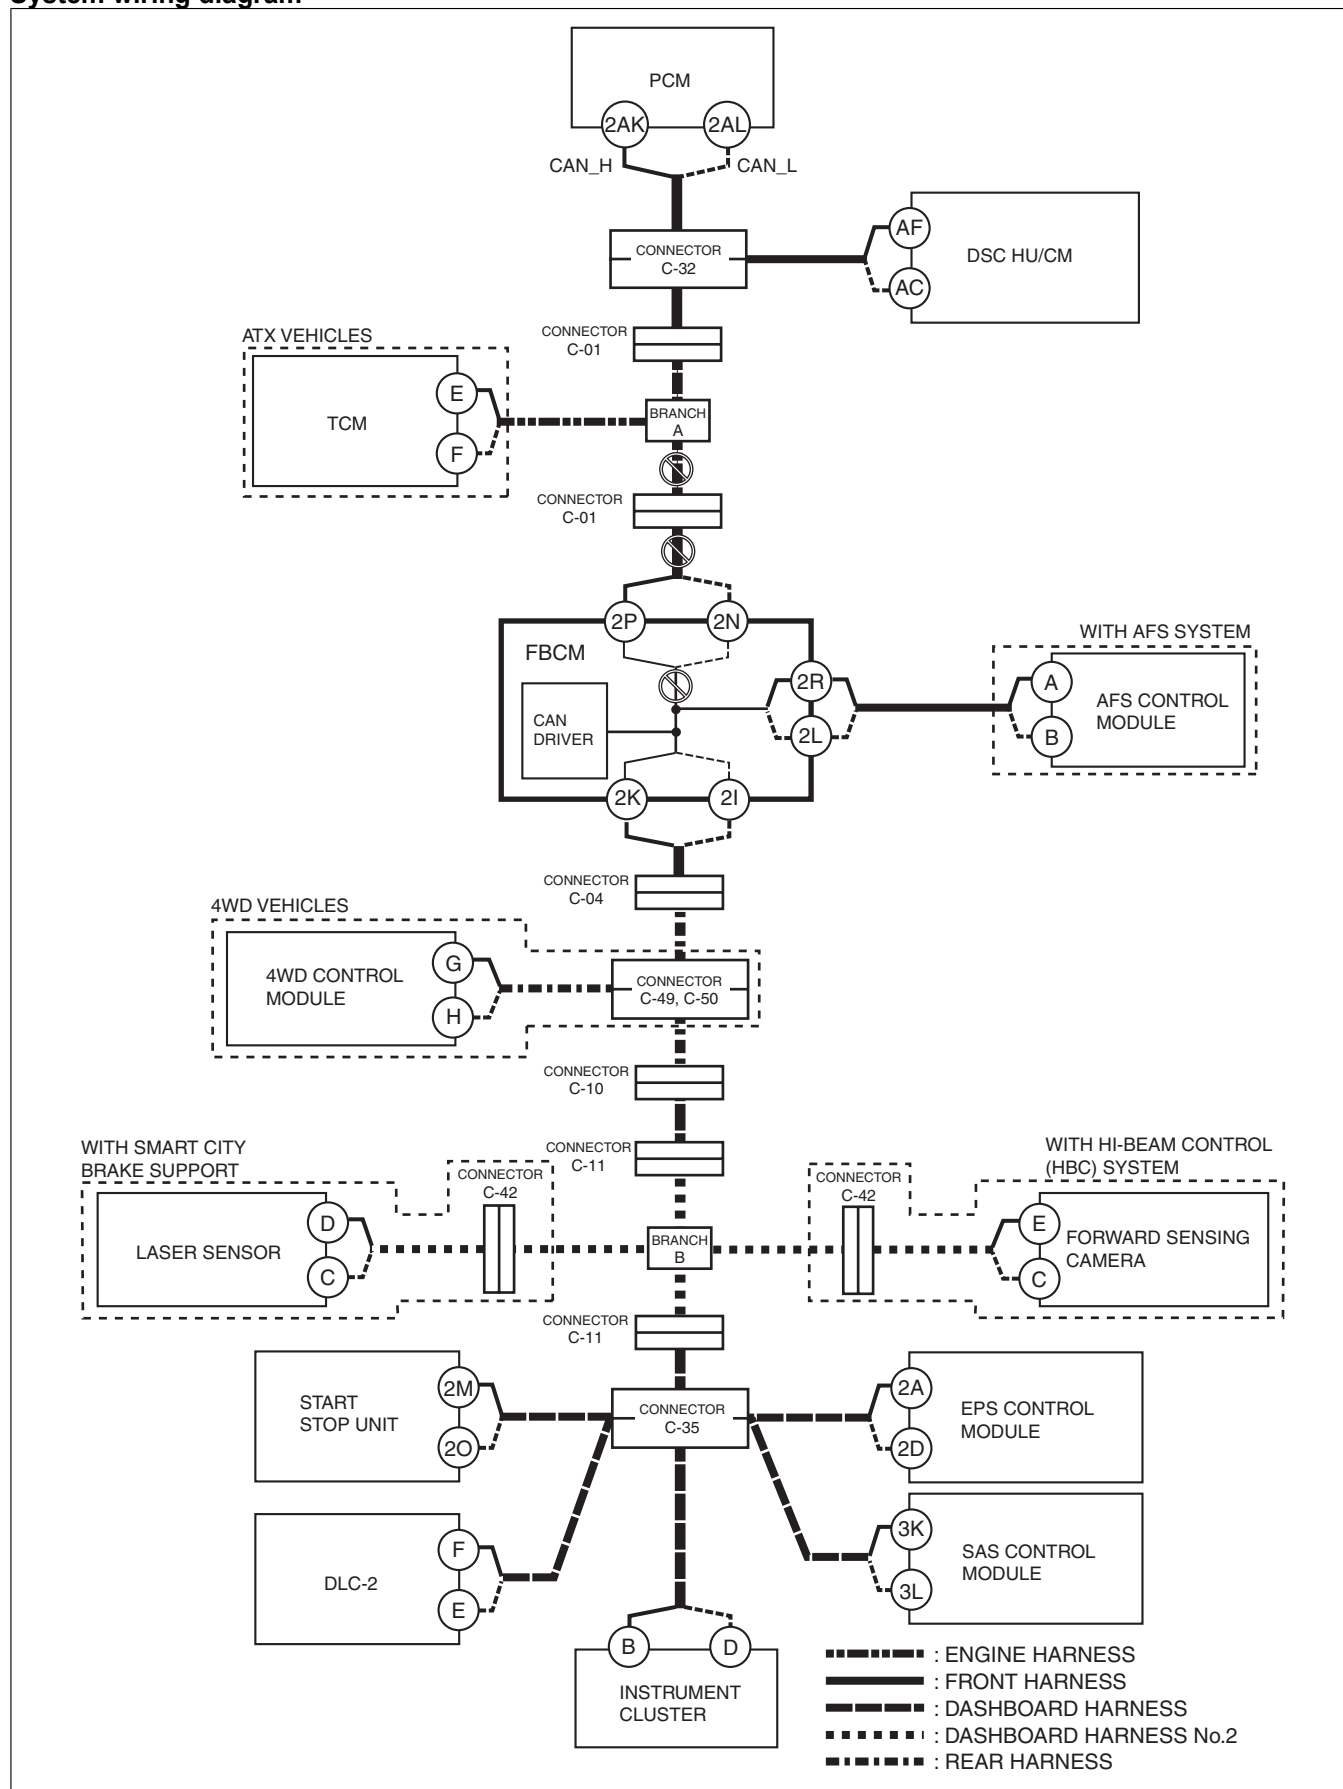 System wiring diagram
PCM
2AK
2AL
CAN_H
CAN_L
CONNECTOR
C-32
AF
AC
DSC HU/CM
CONNECTOR
C-01
ATX VEHICLES
TCM
E
F
BRANCH
A
CONNECTOR
C-01
2P
2N
FBCM
CAN
DRIVER
2R
2L
2K
2I
WITH AFS SYSTEM
A
B
AFS CONTROL
MODULE
CONNECTOR
C-04
4WD VEHICLES
4WD CONTROL
MODULE
G
H
CONNECTOR
C-49, C-50
CONNECTOR
C-10
CONNECTOR
C-11
WITH SMART CITY
BRAKE SUPPORT
LASER SENSOR
D
C
CONNECTOR
C-42
BRANCH
B
CONNECTOR
C-42
WITH HI-BEAM CONTROL
(HBC) SYSTEM
E
C
FORWARD SENSING
CAMERA
CONNECTOR
C-11
START
STOP UNIT
2M
2O
CONNECTOR
C-35
2A
2D
EPS CONTROL
MODULE
DLC-2
F
E
3K
3L
SAS CONTROL
MODULE
B
D
INSTRUMENT
CLUSTER
: ENGINE HARNESS
: FRONT HARNESS
: DASHBOARD HARNESS
: DASHBOARD HARNESS No.2
: REAR HARNESS